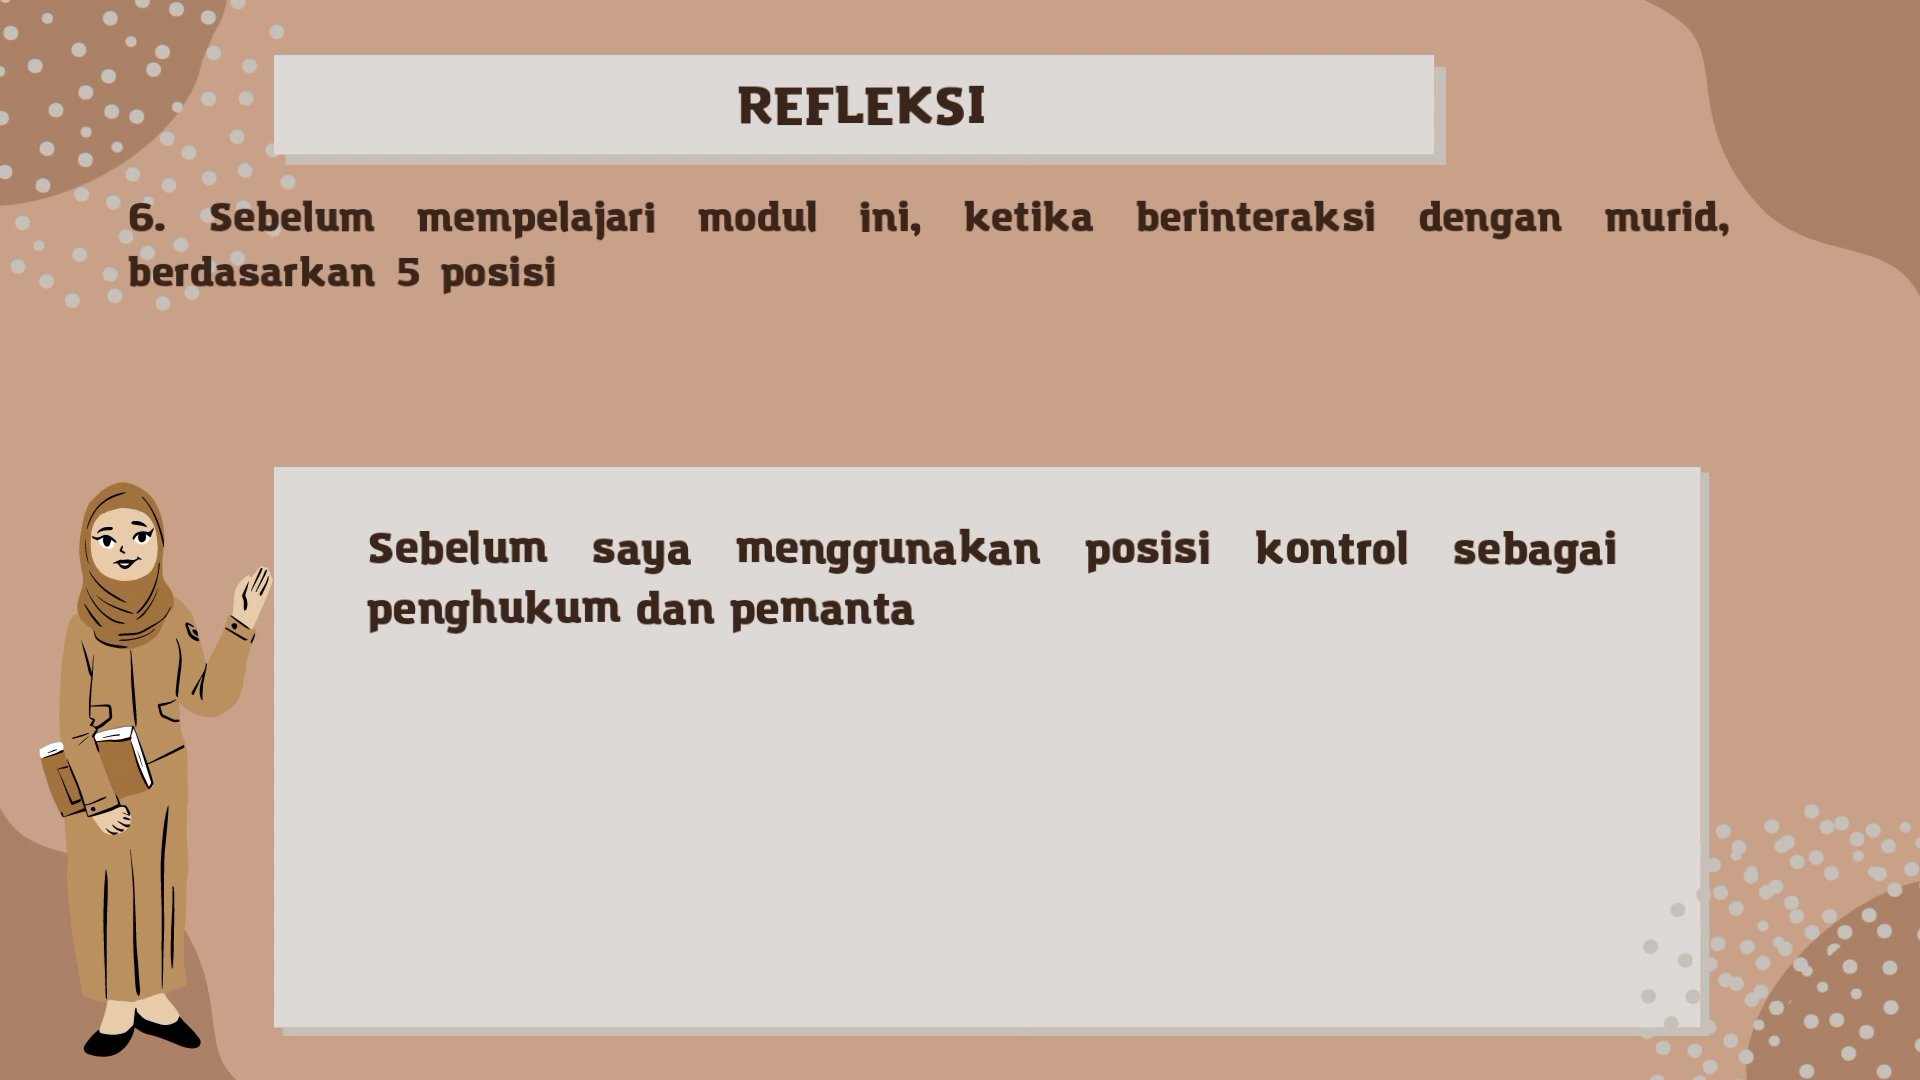 REFLEKSI
6. Sebelum mempelajari modul ini, ketika berinteraksi dengan murid,
berdasarkan 5 posisi
Sebelum saya menggunakan posisi kontrol sebagai
penghukum dan pemanta